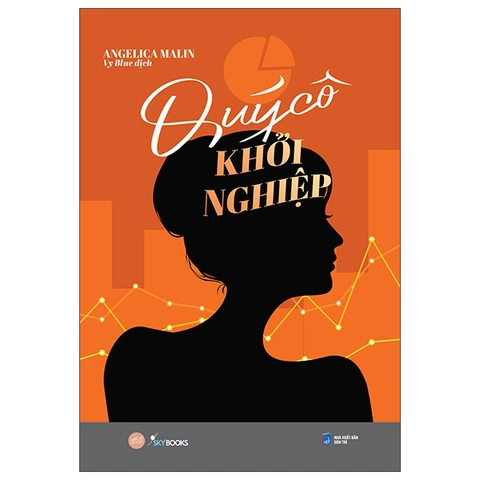 ANGELICA MALIN
Vy Blue dịch
Quý cô
KHỞI
NGHIỆP
SKYBOOKS
NHÀ XUẤT BẢN
DÂN TRÍ